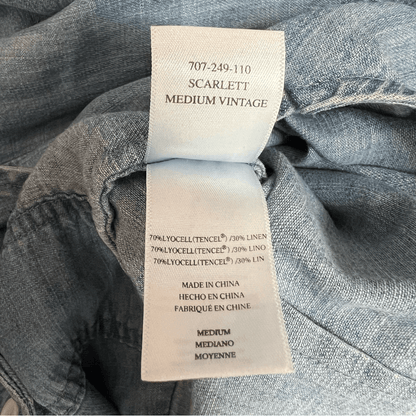 707-249-110
SCARLETT
MEDIUM VINTAGE
70%LYOCELL(TENCEL®) /30% LINEN
70%LYOCELL(TENCEL®) /30% LINO
70%LYOCELL(TENCEL®) /30% LIN
MADE IN CHINA
HECHO EN CHINA
FABRIQUÉ EN CHINE
MEDIUM
MEDIANO
MOYENNE